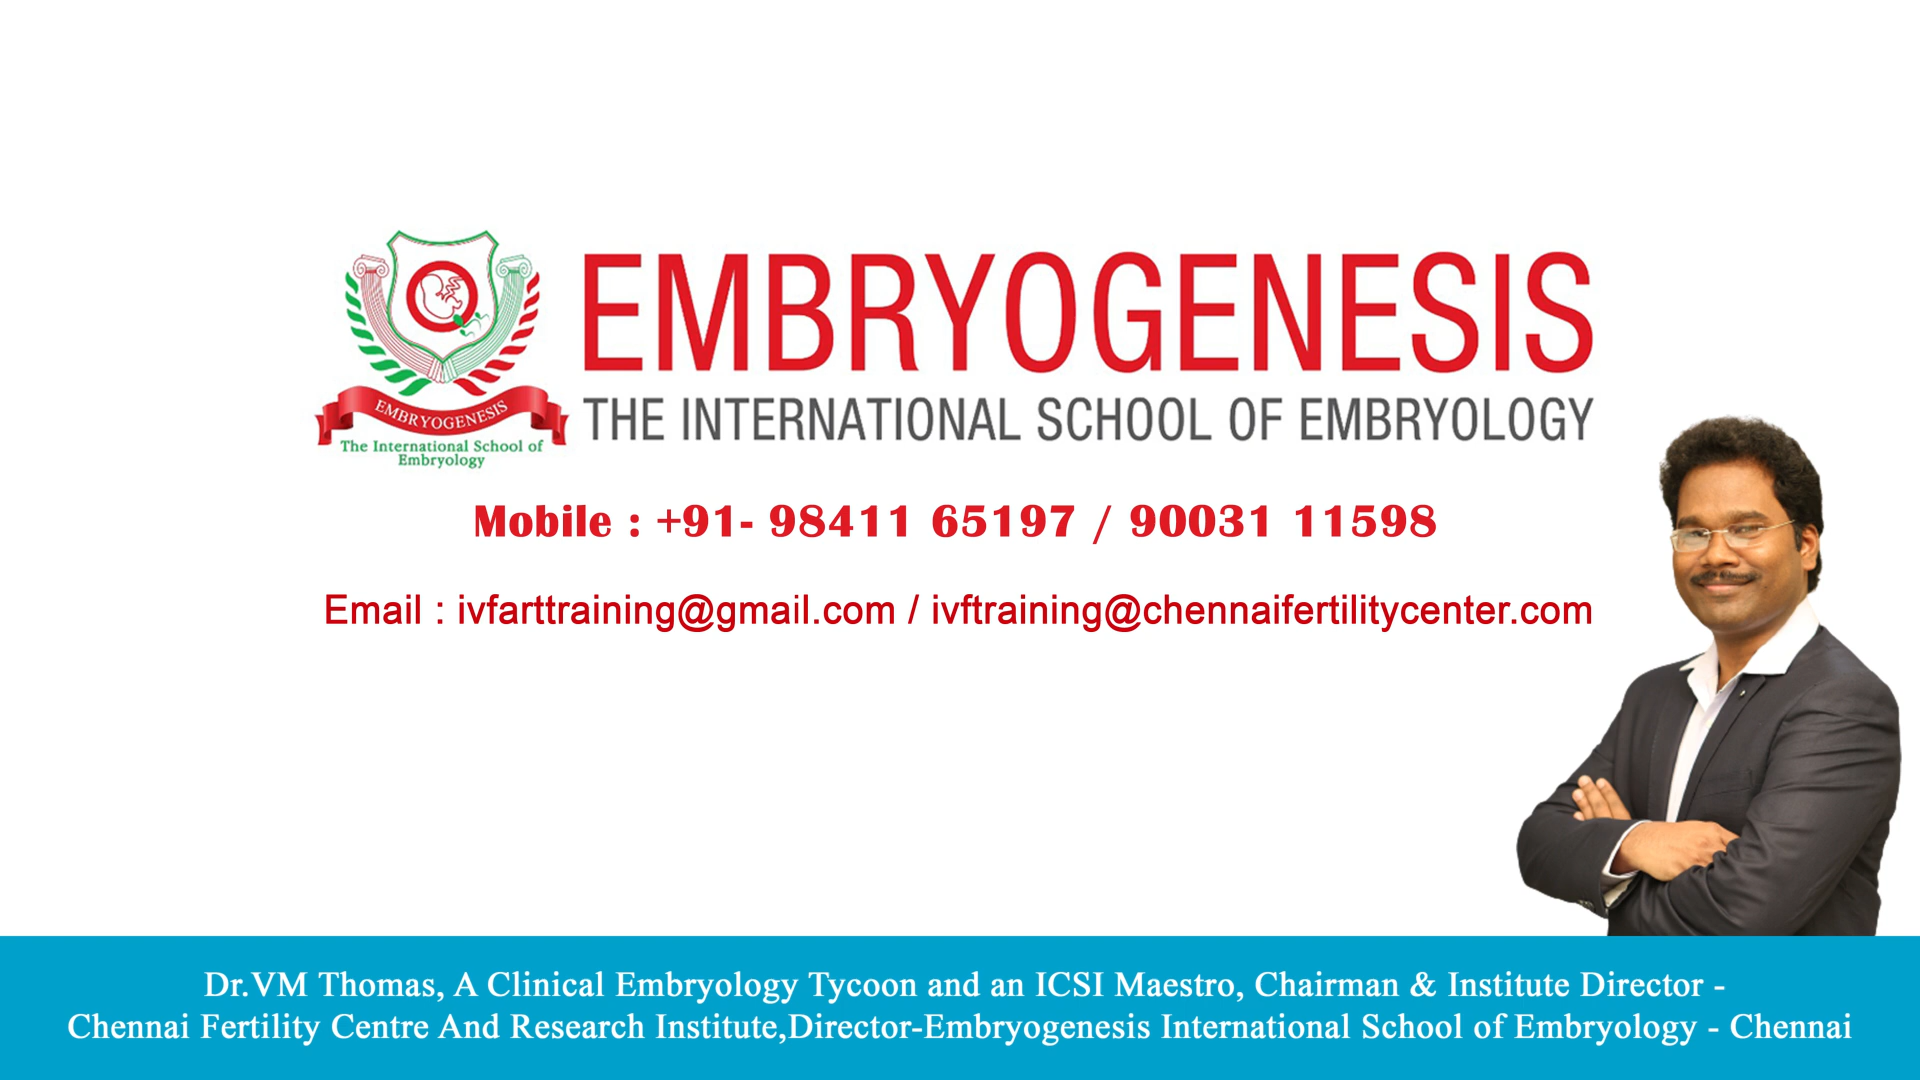 EMBRYOGENESIS
THE INTERNATIONAL SCHOOL OF EMBRYOLOGY
EMBRYOGENESIS
The International School of
Embryology
Mobile : +91- 98411 65197 / 90031 11598
Email : ivfarttraining@gmail.com / ivftraining@chennaifertilitycenter.com
Dr.VM Thomas, A Clinical Embryology Tycoon and an ICSI Maestro, Chairman & Institute Director -
Chennai Fertility Centre And Research Institute,Director-Embryogenesis International School of Embryology - Chennai